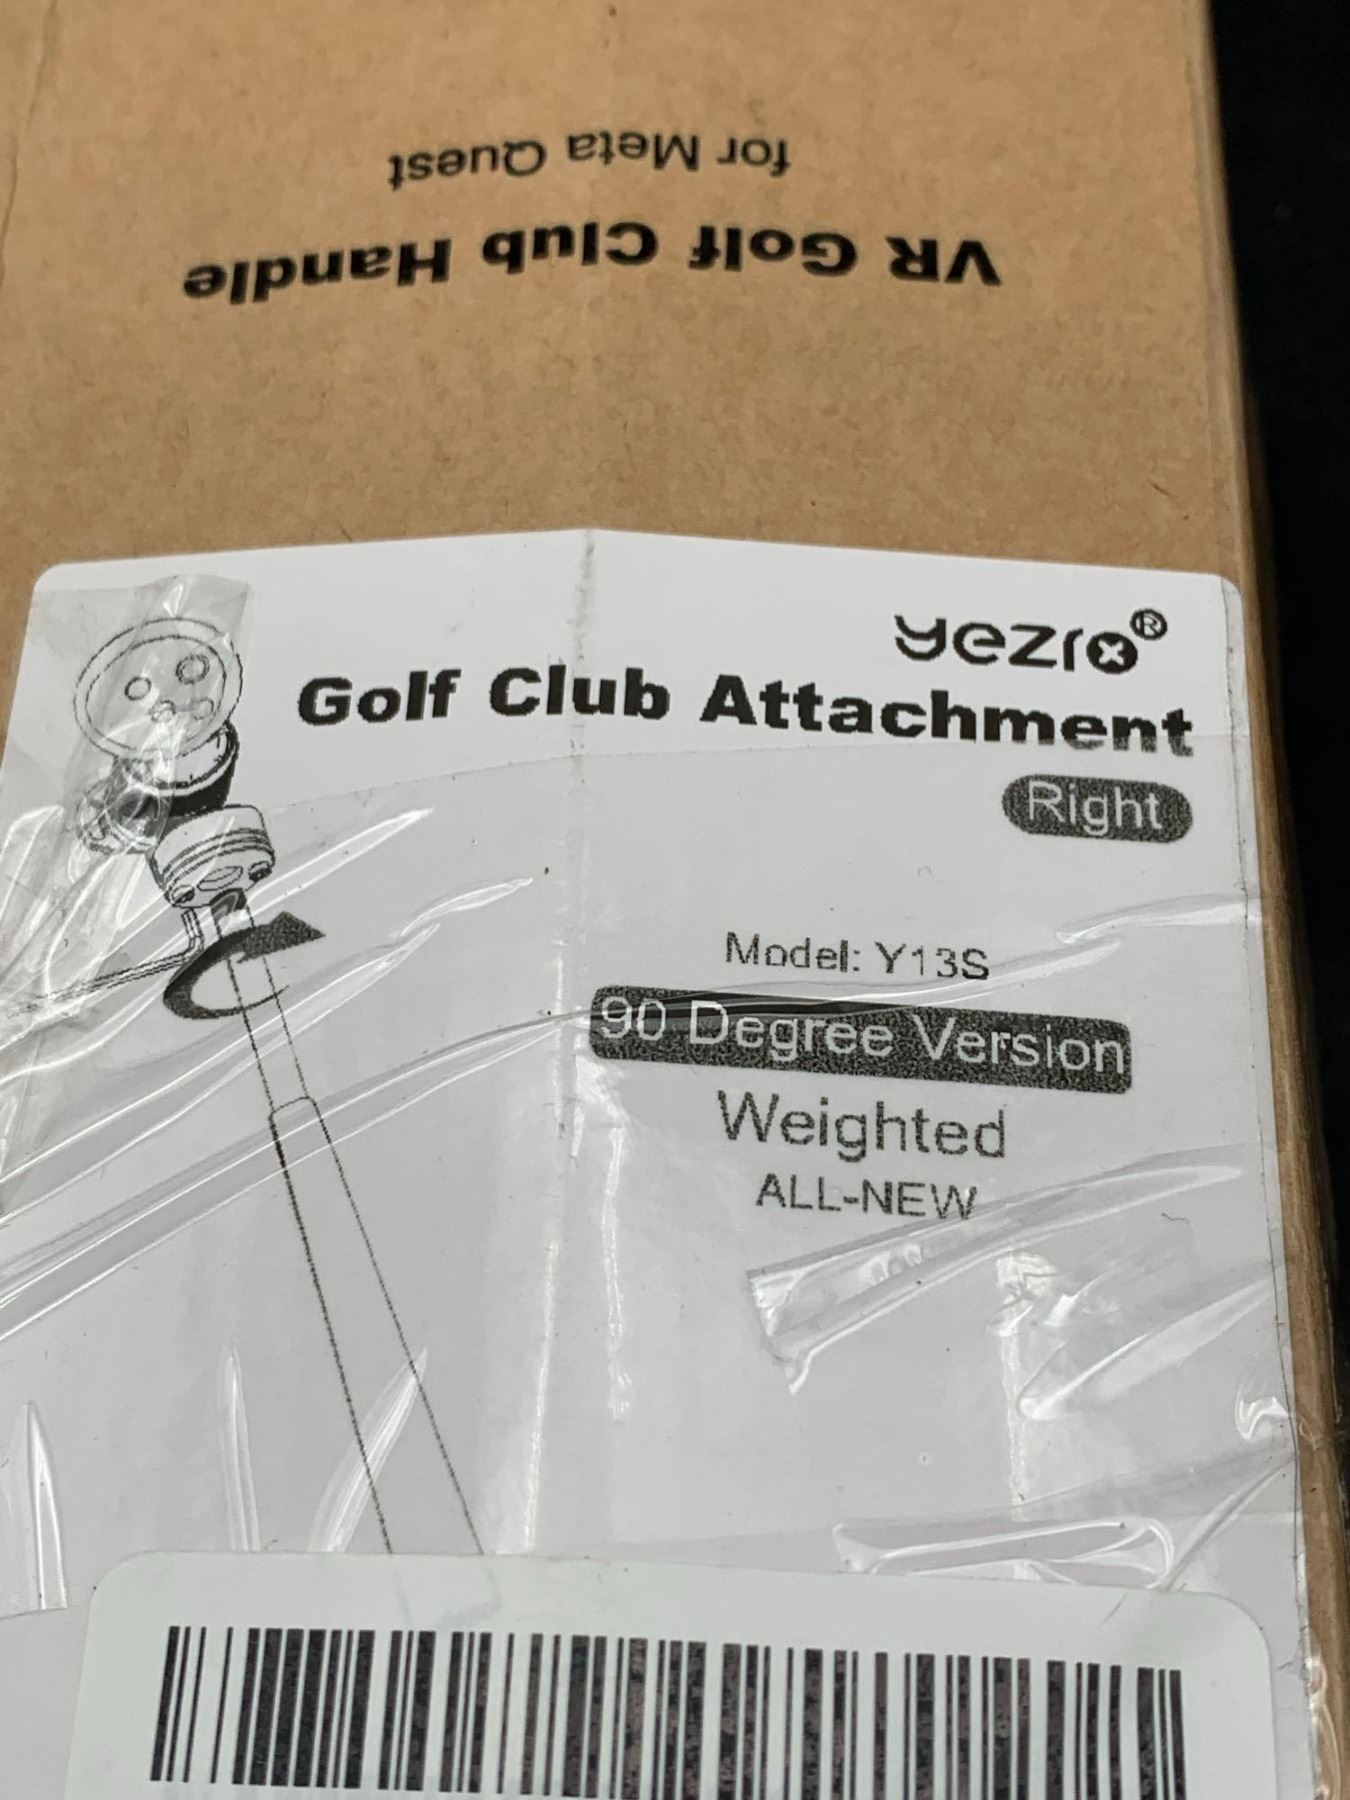 VR Golf Club Handle
for Meta Quest
yezro®
Golf Club Attachment
Right
Model: Y13S
90 Degree Version
Weighted
ALL-NEW